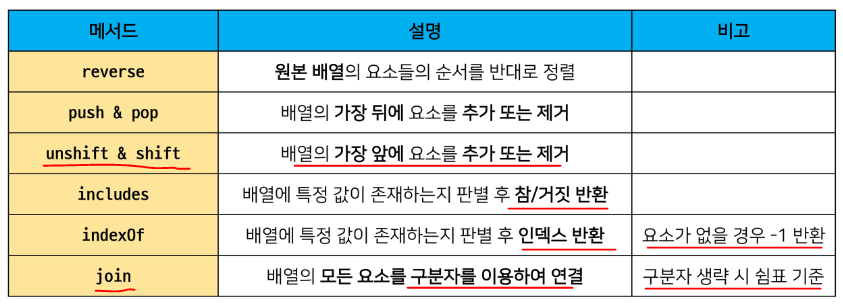 메서드 설명 비고
reverse 원본 배열의 요소들의 순서를 반대로 정렬
push & pop 배열의 가장 뒤에 요소를 추가 또는 제거
unshift & shift 배열의 가장 앞에 요소를 추가 또는 제거
includes 배열에 특정 값이 존재하는지 판별 후 참/거짓 반환
indexOf 배열에 특정 값이 존재하는지 판별 후 인덱스 반환 요소가 없을 경우 -1 반환
join 배열의 모든 요소를 구분자를 이용하여 연결 구분자 생략 시 쉼표 기준